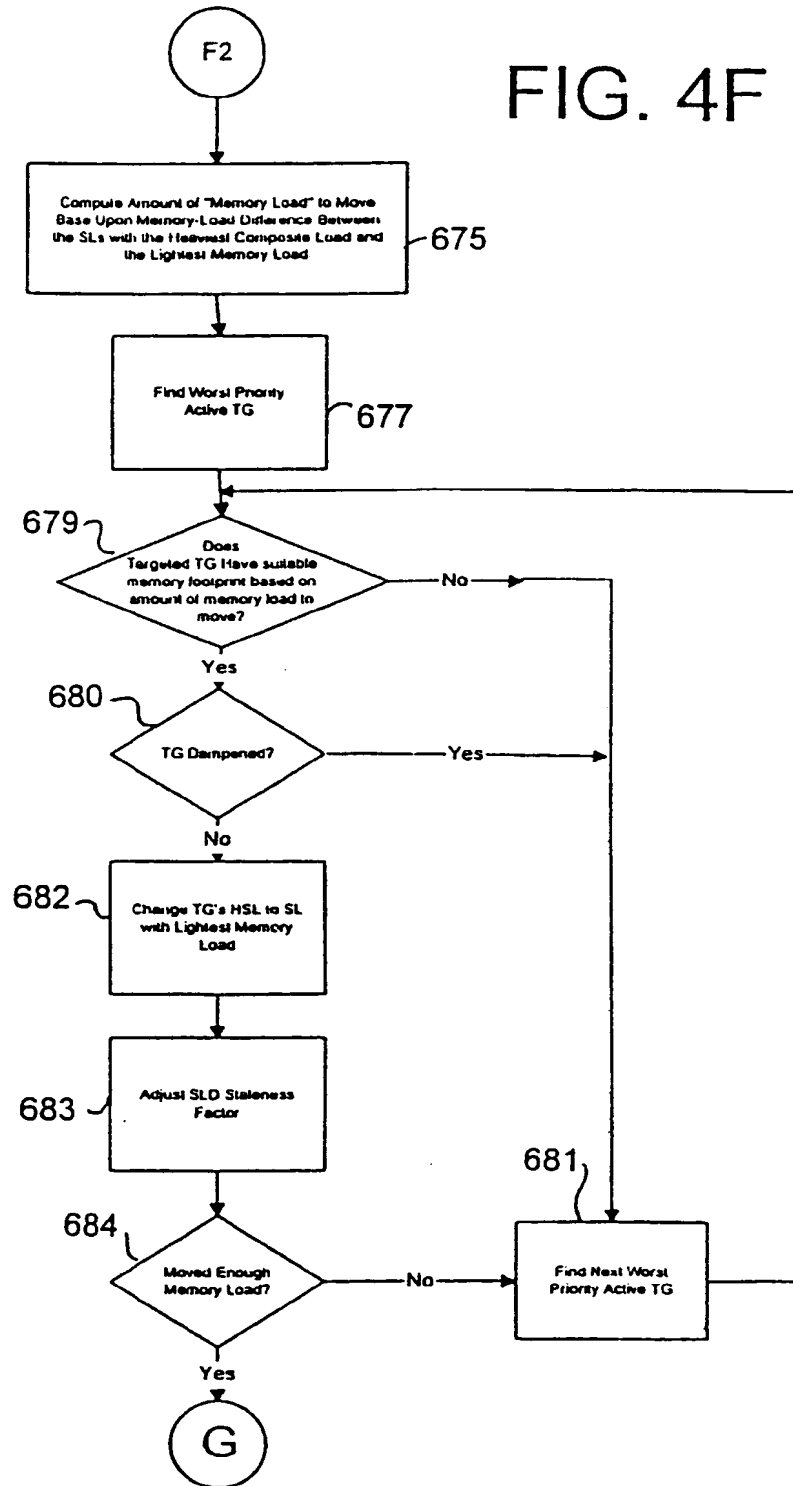 F2
FIG. 4F
Compute Amount of "Memory Load" to Move
Base Upon Memory-Load Difference Between
the SLs with the Heaviest Composite Load and
the Lightest Memory Load
675
Find Worst Priority
Active TG
677
679
Does
Targeted TG Have suitable
memory footprint based on
amount of memory load to
move?
No
Yes
680
TG Dampened?
Yes
No
682
Change TG's HSL to SL
with Lightest Memory
Load
683
Adjust SLD Staleness
Factor
681
684
Moved Enough
Memory Load?
No
Find Next Worst
Priority Active TG
Yes
G